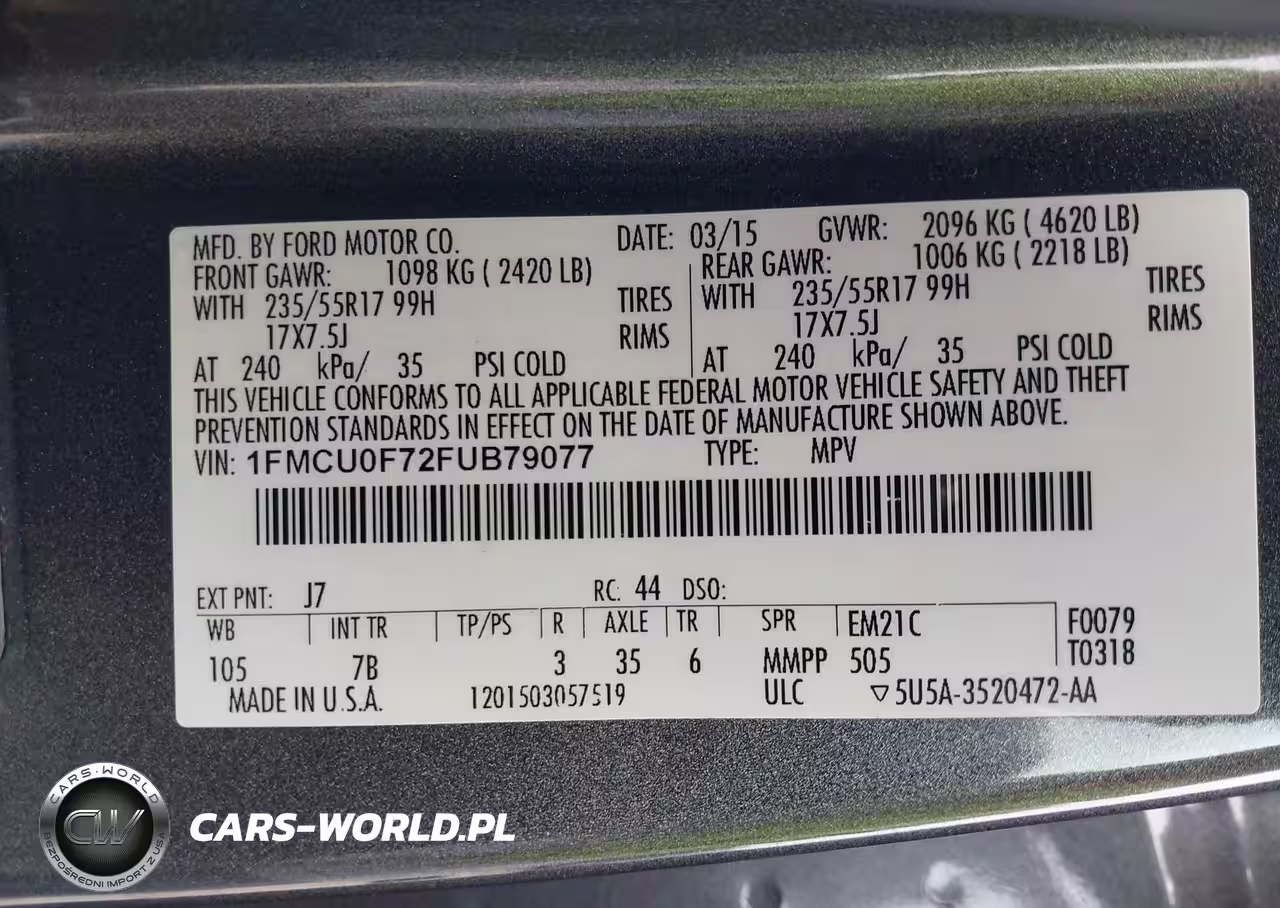 MFD. BY FORD MOTOR CO. DATE: 03/15 GVWR: 2096 KG ( 4620 LB)
FRONT GAWR: 1098 KG ( 2420 LB) REAR GAWR: 1006 KG ( 2218 LB)
WITH 235/55R17 99H TIRES WITH 235/55R17 99H TIRES
17X7.5J RIMS 17X7.5J RIMS
AT 240 kPa/ 35 PSI COLD AT 240 kPa/ 35 PSI COLD
THIS VEHICLE CONFORMS TO ALL APPLICABLE FEDERAL MOTOR VEHICLE SAFETY AND THEFT
PREVENTION STANDARDS IN EFFECT ON THE DATE OF MANUFACTURE SHOWN ABOVE.
VIN: 1FMCU0F72FUB79077 TYPE: MPV
EXT PNT: J7 RC: 44 DSO:
WB INT TR TP/PS R AXLE TR SPR EM21C F0079
105 7B 3 35 6 MMPP 505 T0318
MADE IN U.S.A. 1201503057519 ULC ▽5U5A-3520472-AA
CARS-WORLD
CW
BEZPOŚREDNI IMPORT Z USA
CARS-WORLD.PL